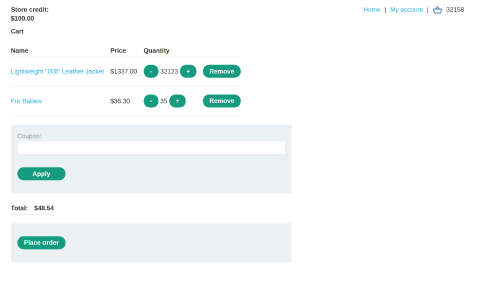 Store credit:
$100.00
Home | My account | 32158
Cart
Name Price Quantity
Lightweight "l33t" Leather Jacket $1337.00 - 32123 + Remove
Fur Babies $36.30 - 35 + Remove
Coupon:
Apply
Total: $48.54
Place order